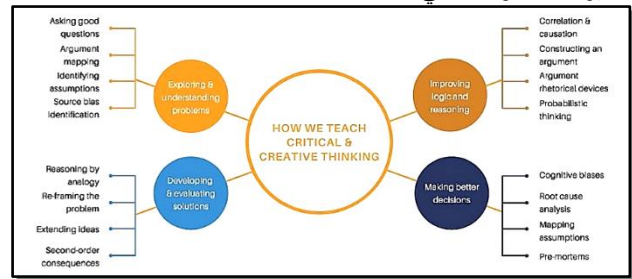 Asking good
questions
Argument
mapping
Identifying
assumptions
Source bias
identification
Exploring &
understanding
problems
Correlation &
causation
Constructing an
argument
Argument
rhetorical devices
Probabilistic
thinking
Improving
logic and
reasoning
HOW WE TEACH
CRITICAL &
CREATIVE THINKING
Reasoning by
analogy
Re-framing the
problem
Extending ideas
Second-order
consequences
Developing
& evaluating
solutions
Making better
decisions
Cognitive biases
Root cause
analysis
Mapping
assumptions
Pre-mortems